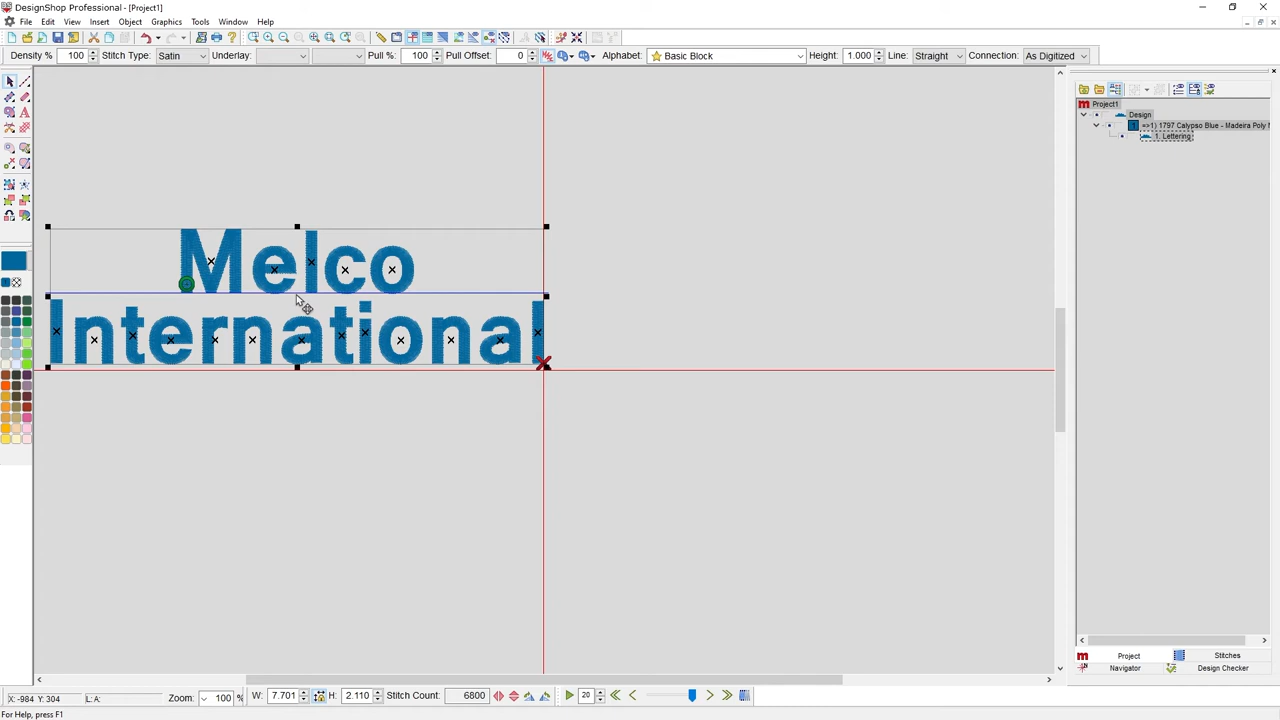 DesignShop Professional - [Project1]
File Edit View Insert Object Graphics Tools Window Help
Density % 100 Stitch Type: Satin Underlay: Pull % 100 Pull Offset: 0 Alphabet: Basic Block Height: 1.000 Line: Straight Connection: As Digitized
Project1
Design
=>1) 1797 Calypso Blue - Madeira Poly N
1. Lettering
Melco
International
Project Stitches
Navigator Design Checker
X: -984 Y: 304 L: A: Zoom: 100 % W: 7.701 H: 2.110 Stitch Count: 6800 20
For Help, press F1